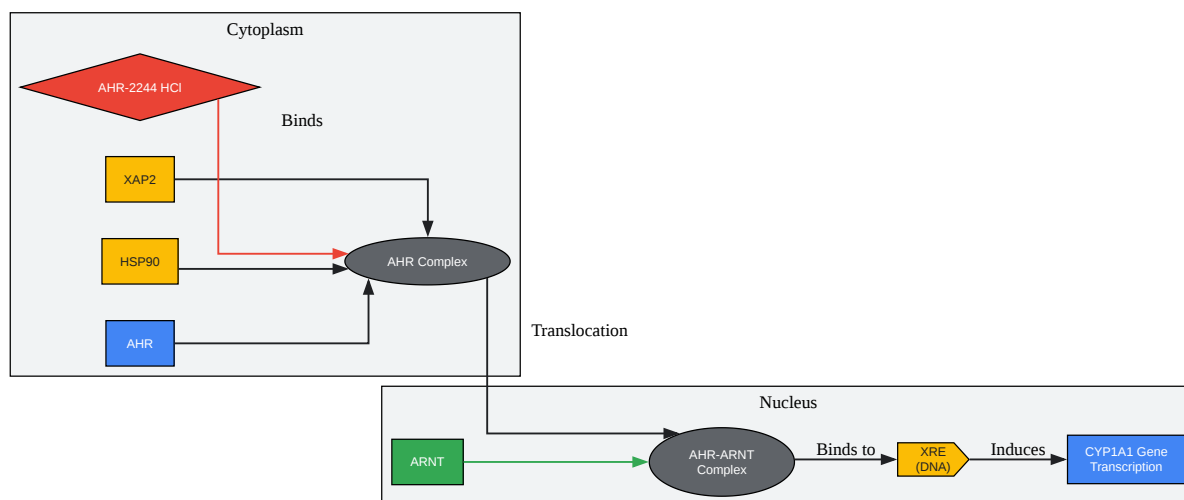 Cytoplasm
AHR-2244 HCl
Binds
XAP2
HSP90
AHR Complex
AHR
Translocation
Nucleus
ARNT
AHR-ARNT
Complex
Binds to
XRE
(DNA)
Induces
CYP1A1 Gene
Transcription